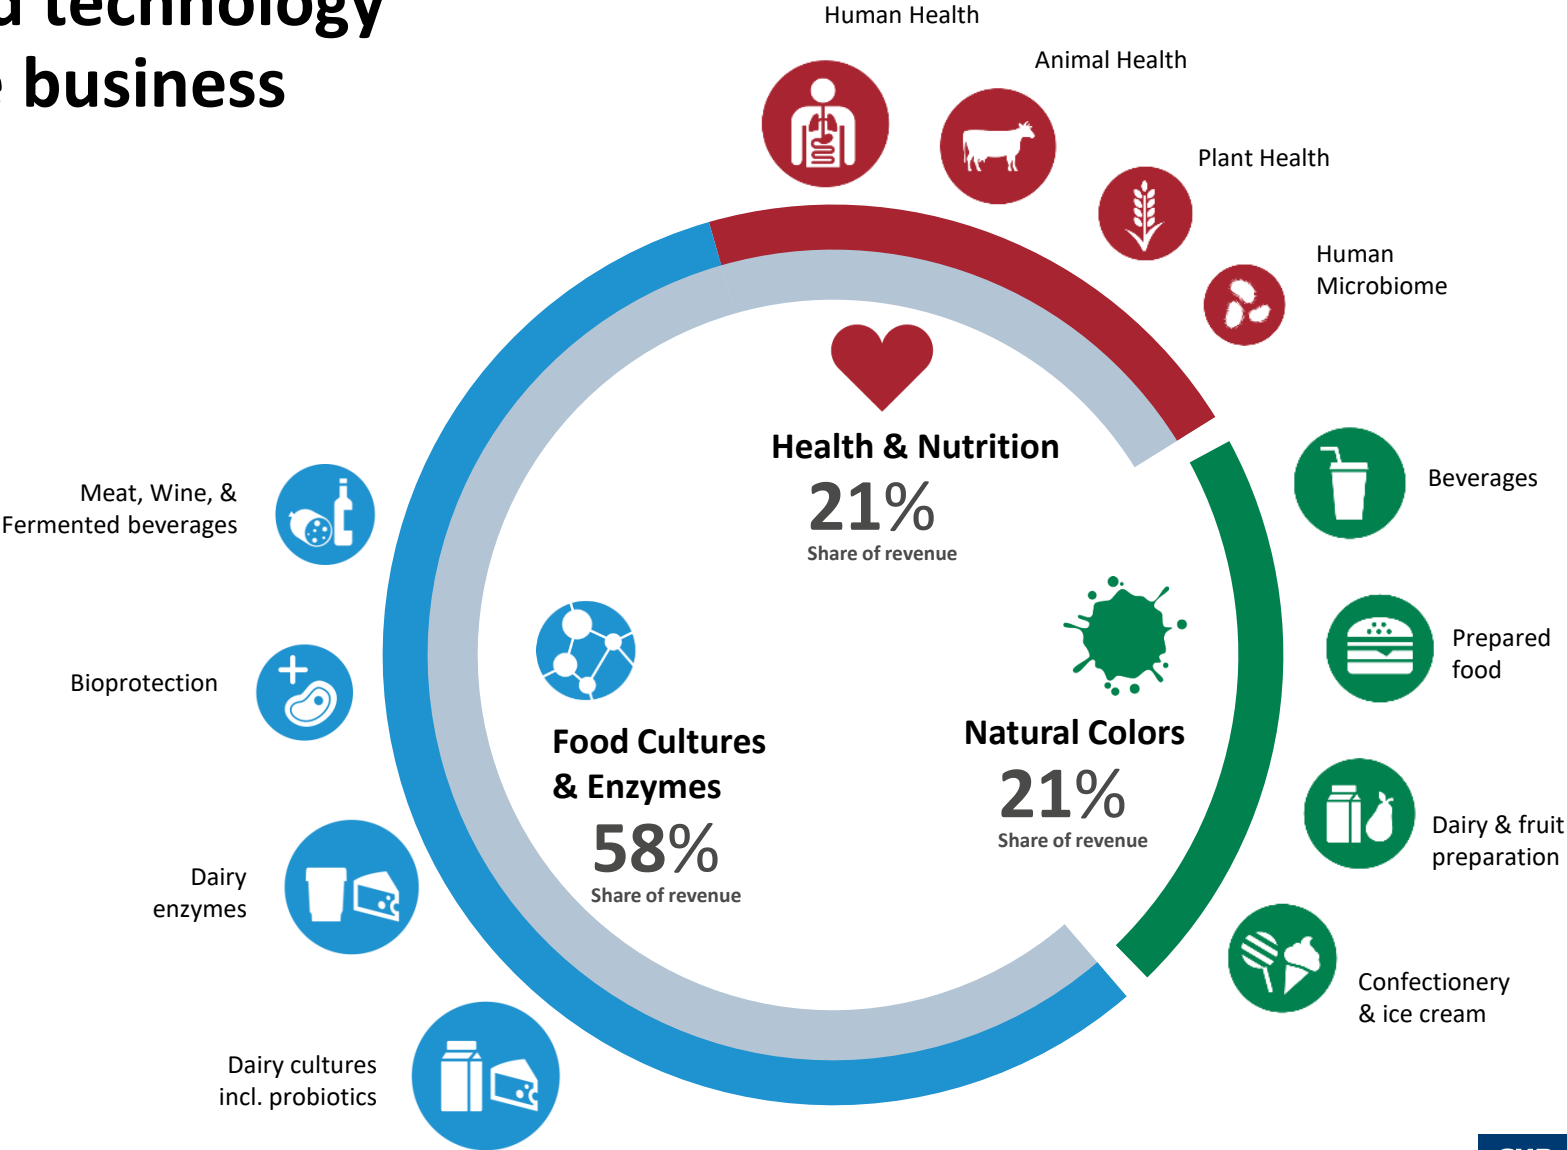 technology
business
Human Health
Animal Health
Plant Health
Human
Microbiome
Health & Nutrition
21%
Share of revenue
Meat, Wine, &
Fermented beverages
Beverages
Prepared
food
Bioprotection
Food Cultures
& Enzymes
58%
Share of revenue
Natural Colors
21%
Share of revenue
Dairy & fruit
preparation
Dairy
enzymes
Confectionery
& ice cream
Dairy cultures
incl. probiotics